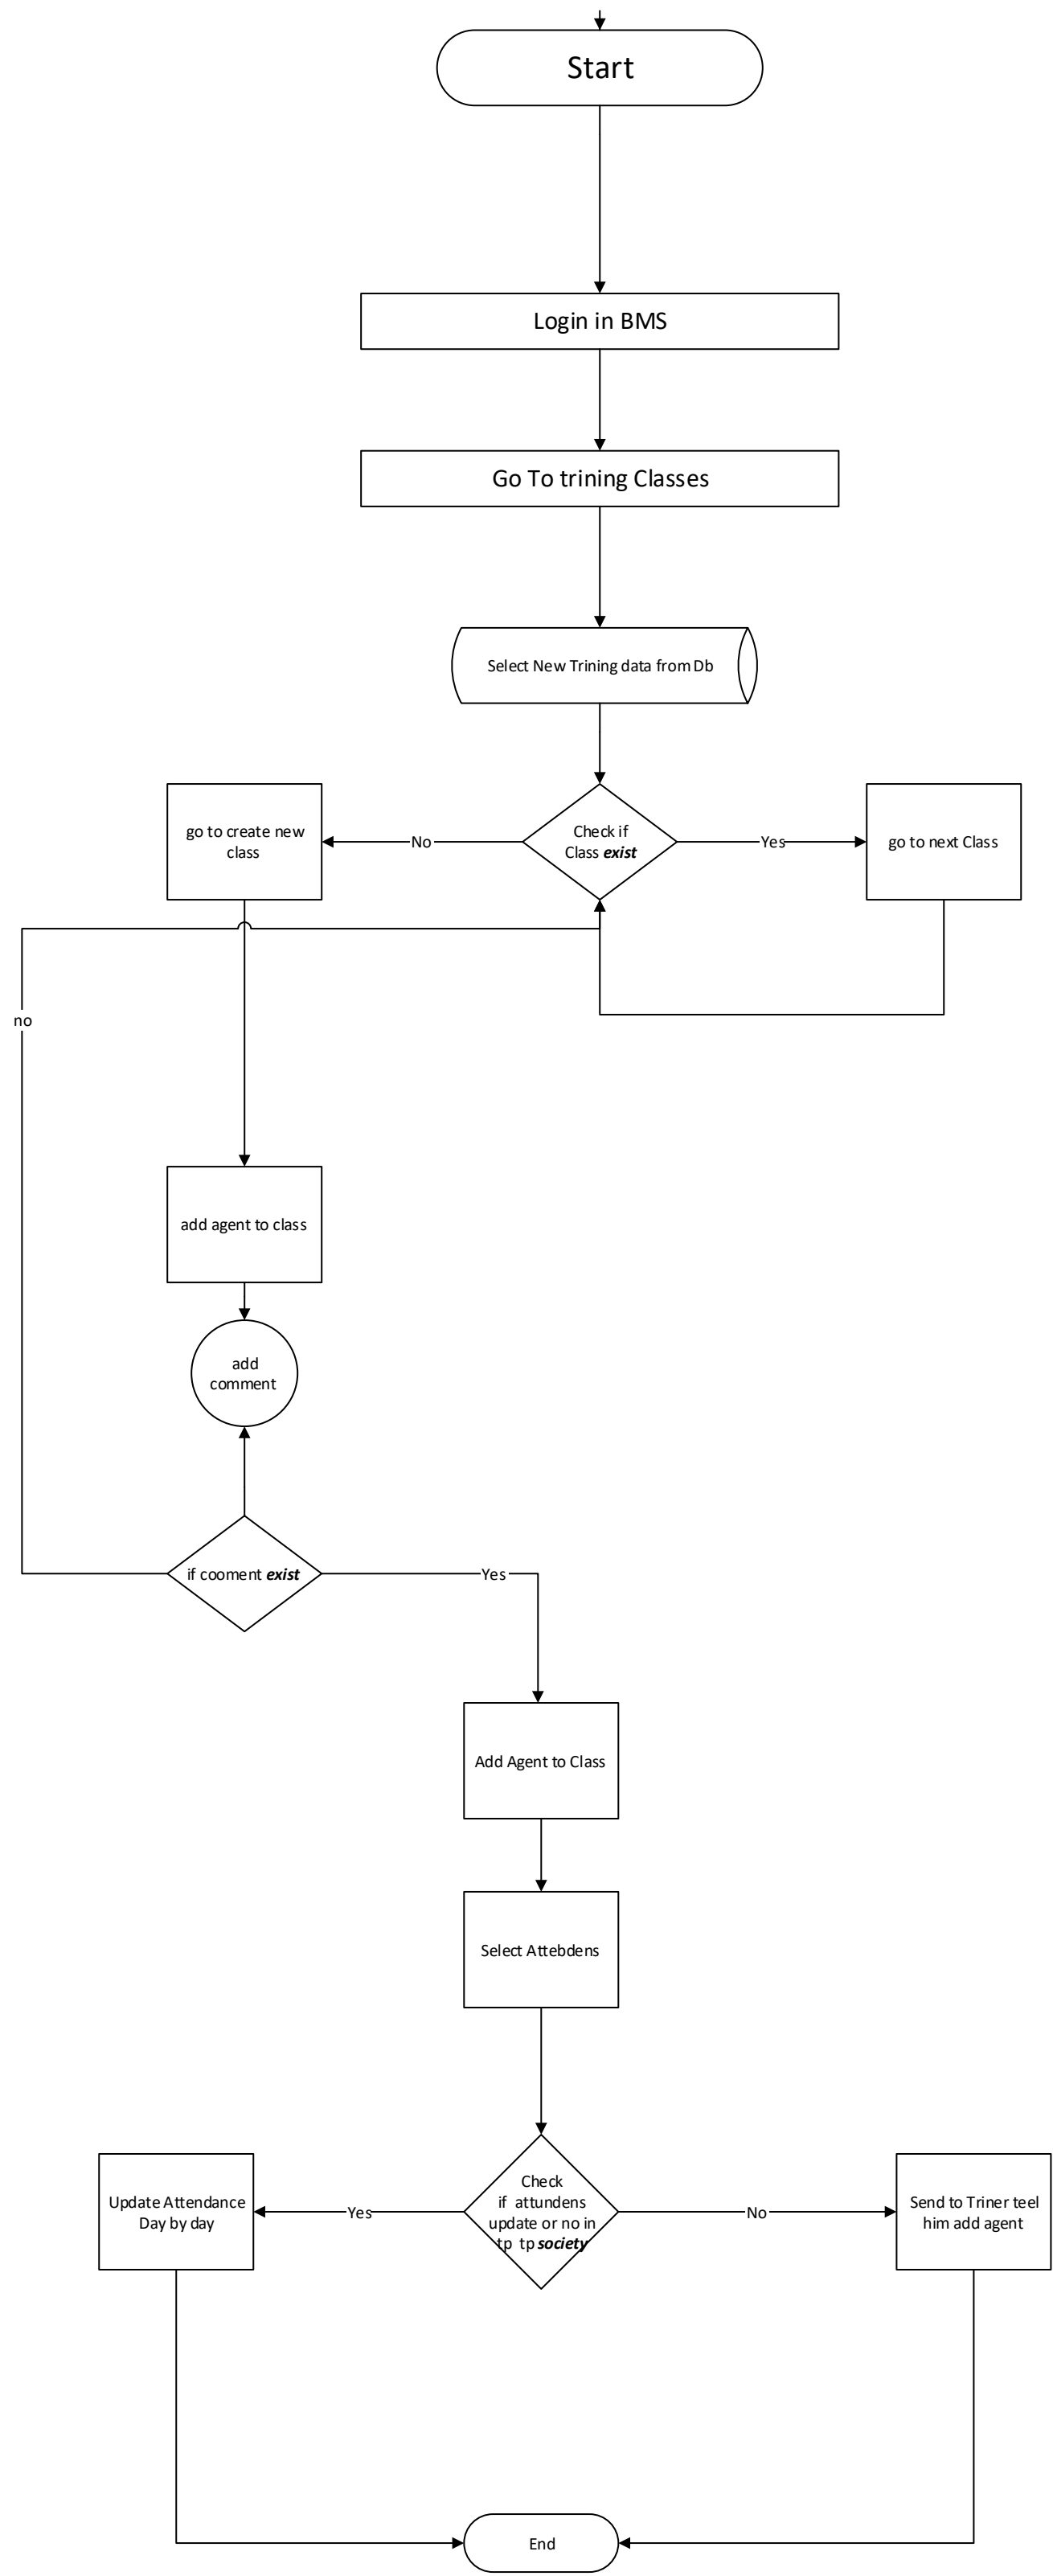 Start
Login in BMS
Go To trining Classes
Select New Trining data from Db
go to create new
class
No
Check if
Class exist
Yes
go to next Class
no
add agent to class
add
comment
if cooment exist
Yes
Add Agent to Class
Select Attebdens
Update Attendance
Day by day
Yes
Check
if attundens
update or no in
tp tp society
No
Send to Triner teel
him add agent
End